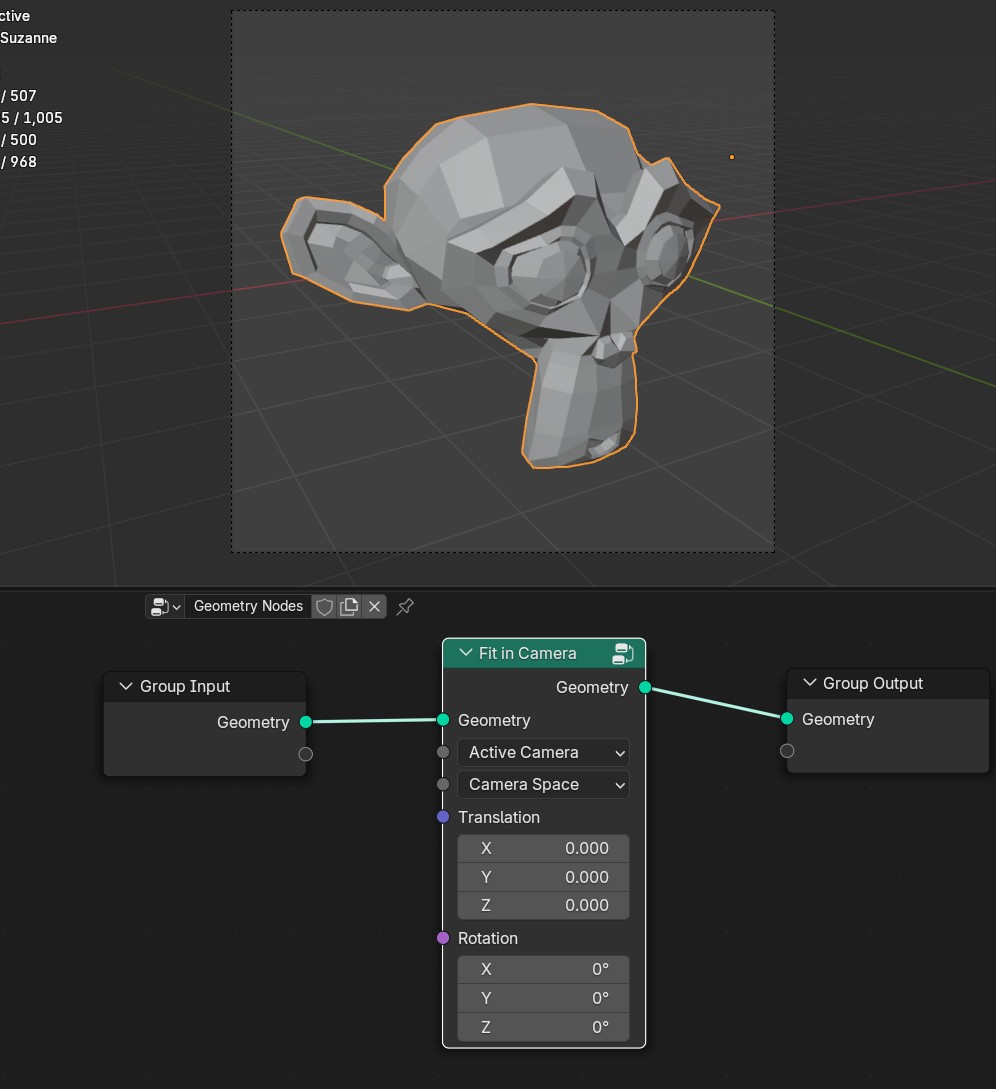 ctive
Suzanne
/ 507
5 / 1,005
/ 500
/ 968
Geometry Nodes
Group Input
Geometry
Fit in Camera
Geometry
Geometry
Active Camera
Camera Space
Translation
X 0.000
Y 0.000
Z 0.000
Rotation
X 0°
Y 0°
Z 0°
Group Output
Geometry